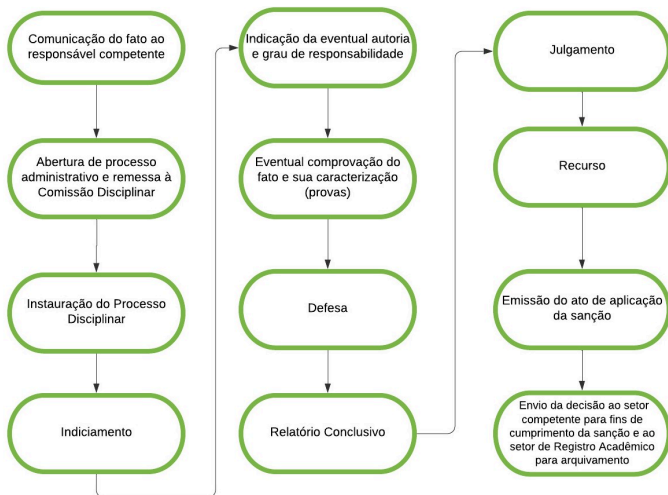 Comunicação do fato ao
responsável competente
Abertura de processo
administrativo e remessa à
Comissão Disciplinar
Instauração do Processo
Disciplinar
Indiciamento
Indicação da eventual autoria
e grau de responsabilidade
Eventual comprovação do
fato e sua caracterização
(provas)
Defesa
Relatório Conclusivo
Julgamento
Recurso
Emissão do ato de aplicação
da sanção
Envio da decisão ao setor
competente para fins de
cumprimento da sanção e ao
setor de Registro Acadêmico
para arquivamento